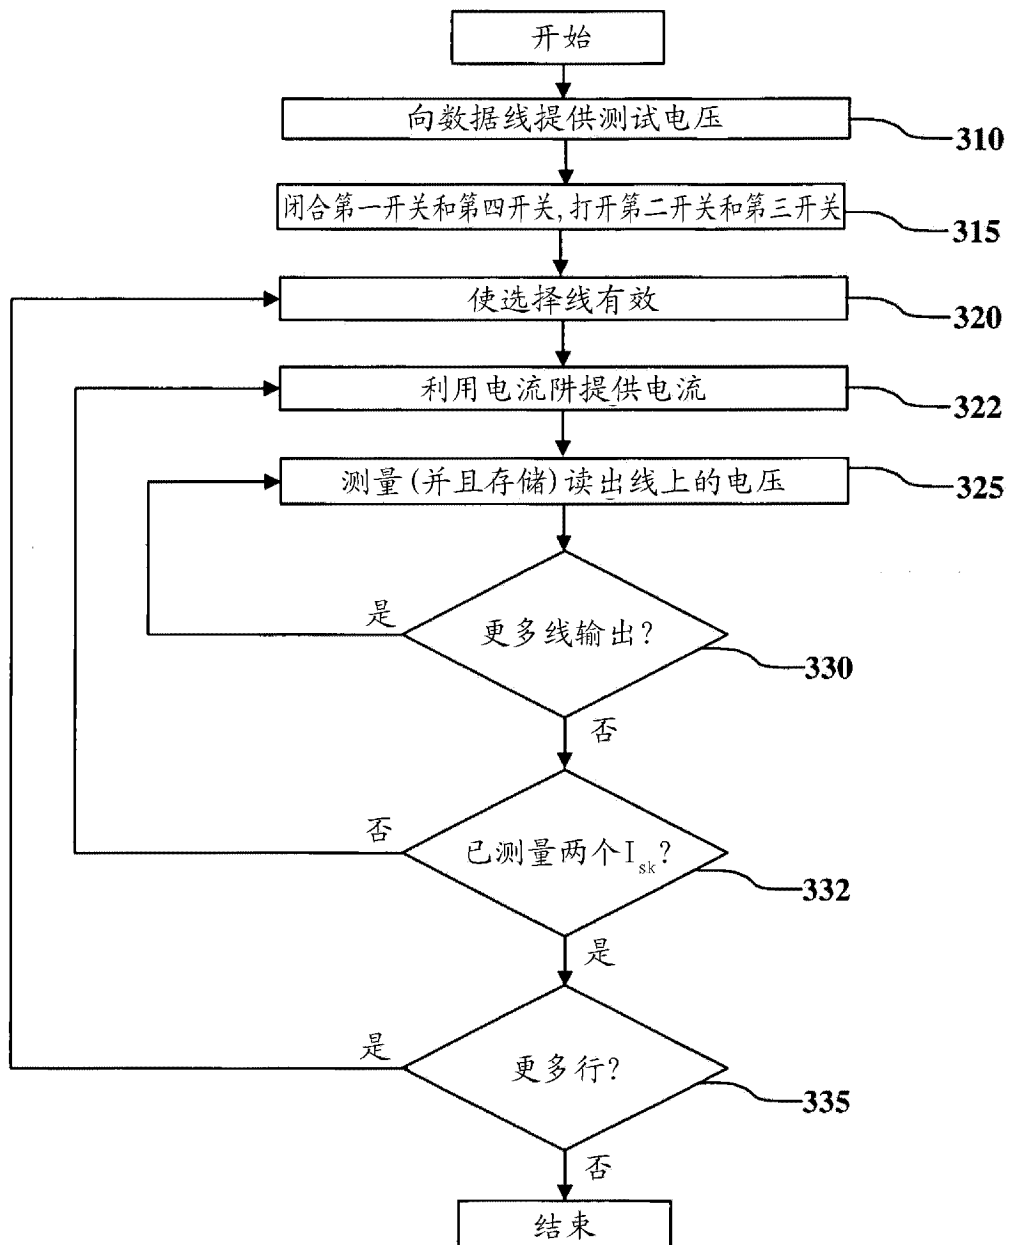 开始
向数据线提供测试电压
310
闭合第一开关和第四开关,打开第二开关和第三开关
315
使选择线有效
320
利用电流阱提供电流
322
测量(并且存储)读出线上的电压
325
是
更多线输出?
330
否
否
已测量两个I_sk?
332
是
是
更多行?
335
否
结束